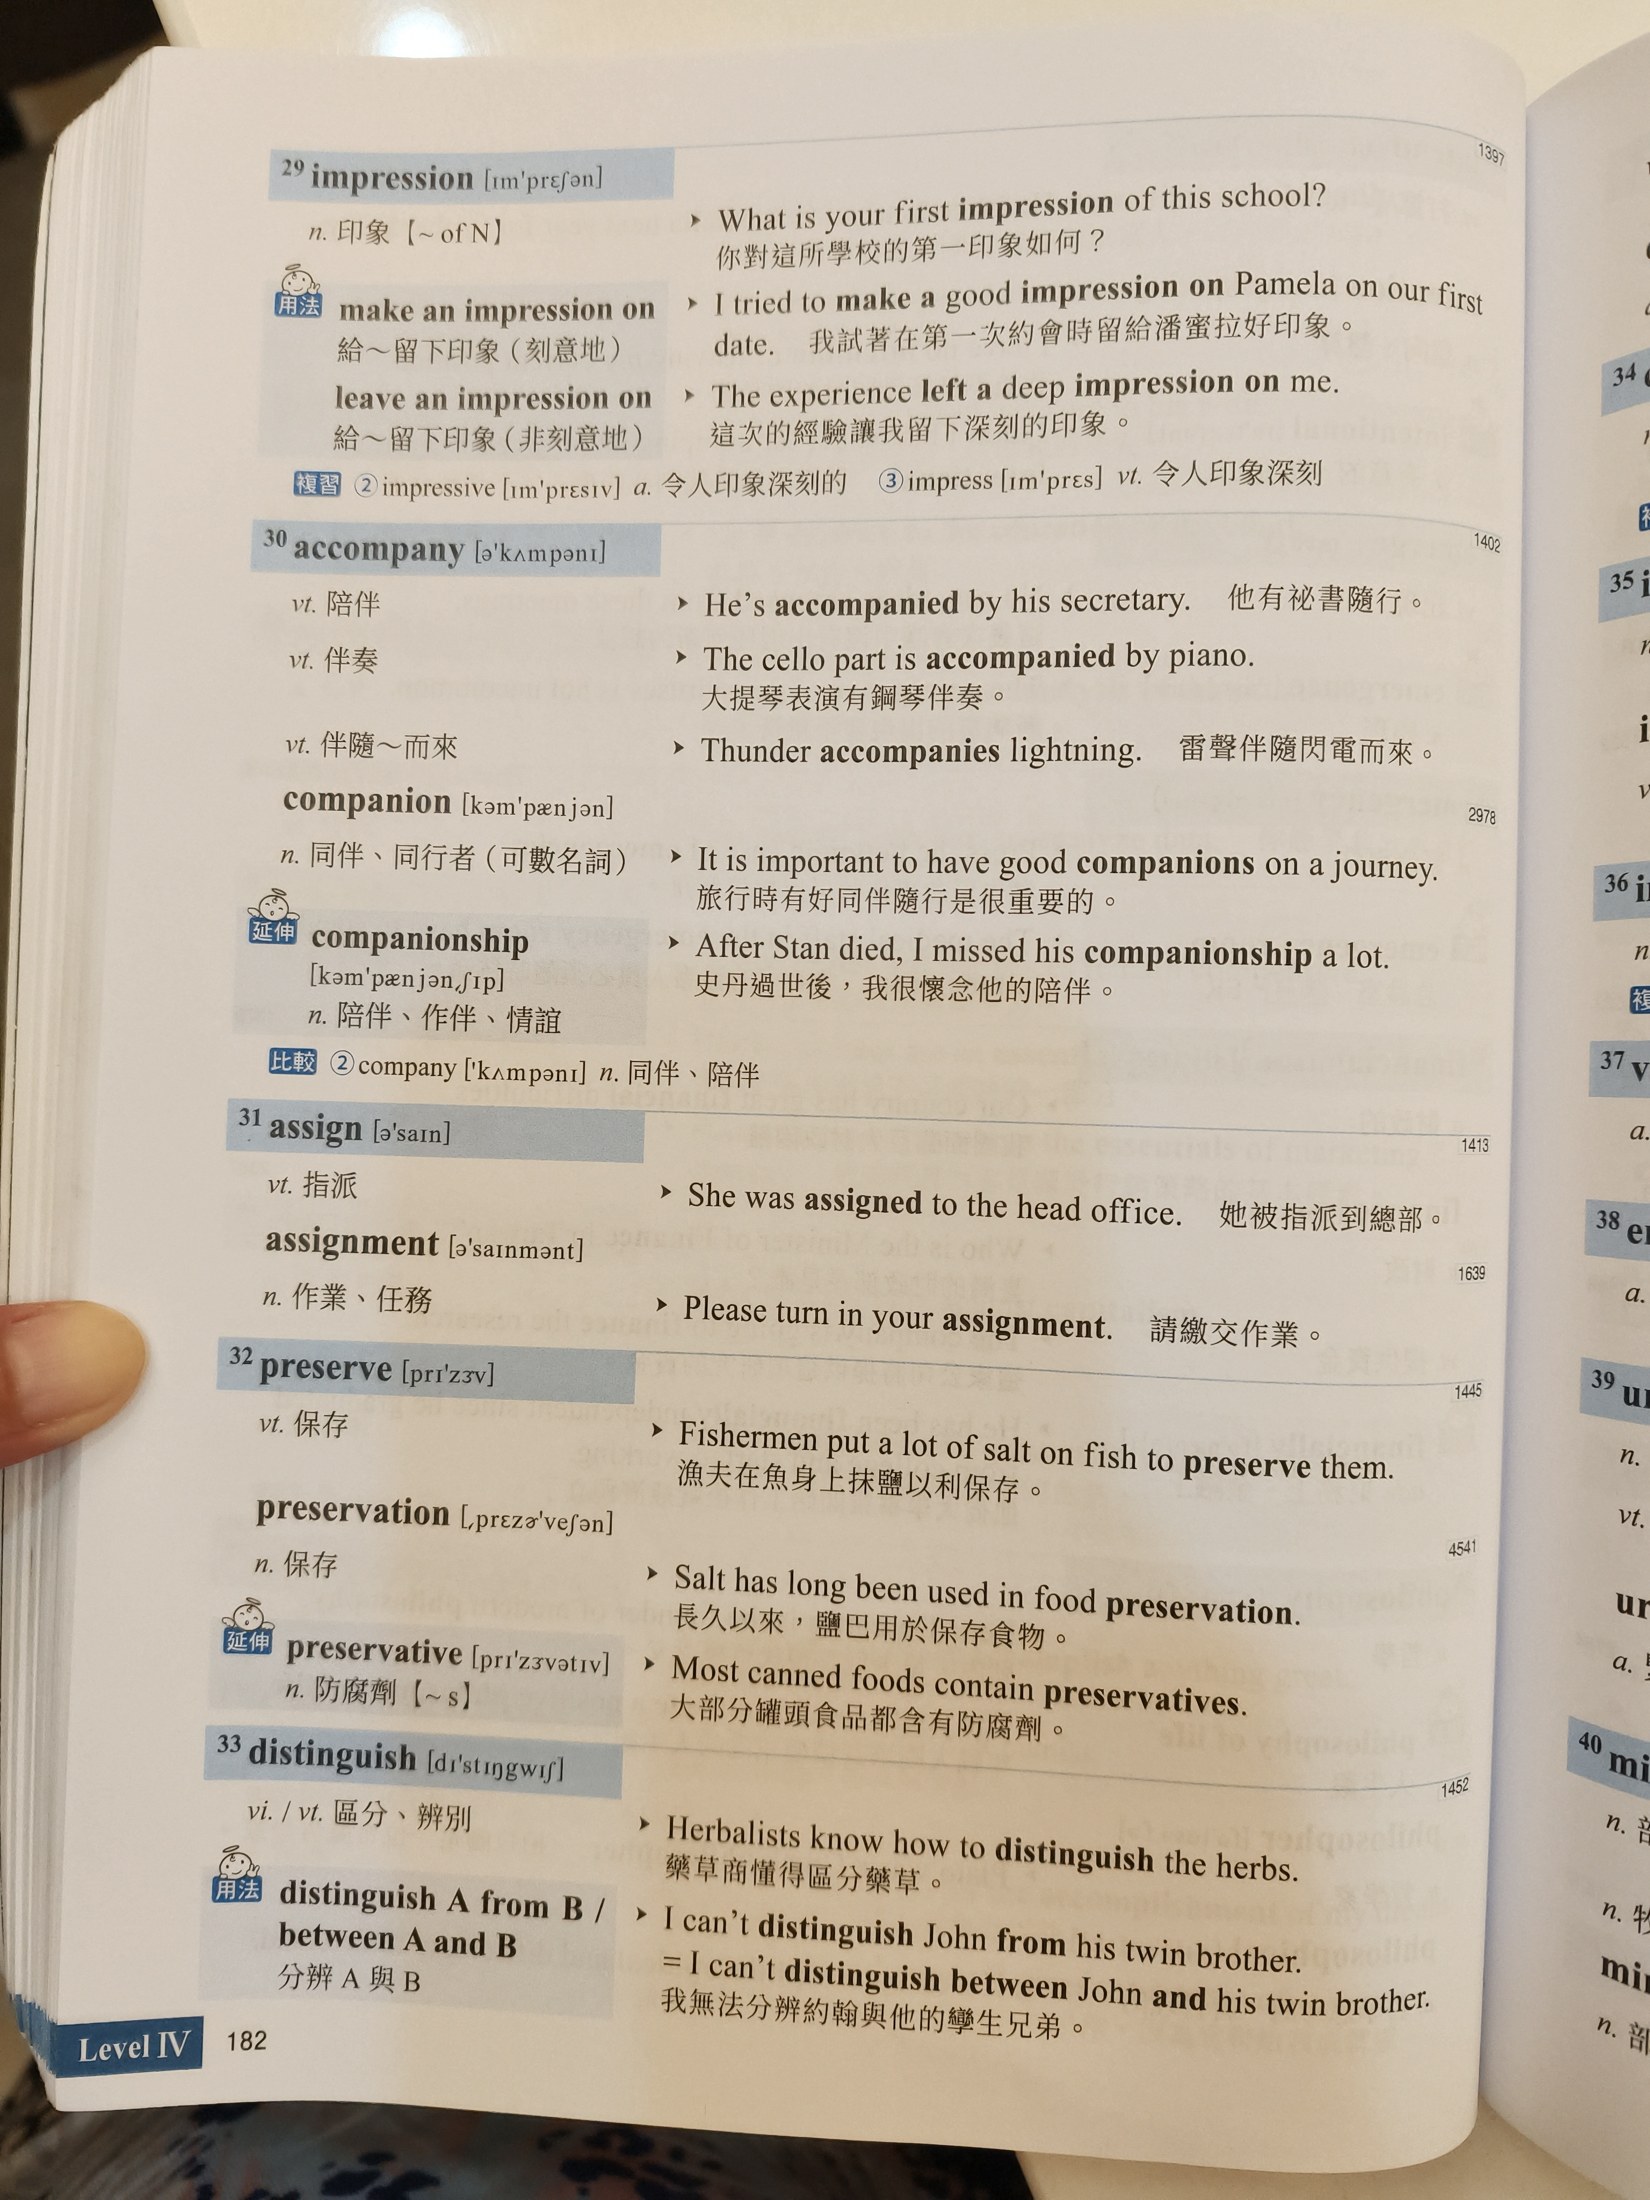 29 impression [ɪm'prɛʃən]
1397
n. 印象【~ of N】
➤ What is your first impression of this school?
你對這所學校的第一印象如何？
用法
make an impression on
給～留下印象（刻意地）
➤ I tried to make a good impression on Pamela on our first
date. 我試著在第一次約會時留給潘蜜拉好印象。
leave an impression on
給～留下印象（非刻意地）
➤ The experience left a deep impression on me.
這次的經驗讓我留下深刻的印象。
複習 ②impressive [ɪm'prɛsɪv] a. 令人印象深刻的 ③impress [ɪm'prɛs] vt. 令人印象深刻
30 accompany [ə'kʌmpənɪ]
1402
vt. 陪伴
➤ He's accompanied by his secretary. 他有祕書隨行。
vt. 伴奏
➤ The cello part is accompanied by piano.
大提琴表演有鋼琴伴奏。
vt. 伴隨～而來
➤ Thunder accompanies lightning. 雷聲伴隨閃電而來。
companion [kəm'pænjən]
2978
n. 同伴、同行者（可數名詞）
➤ It is important to have good companions on a journey.
旅行時有好同伴隨行是很重要的。
延伸
companionship
[kəm'pænjənˌʃɪp]
n. 陪伴、作伴、情誼
➤ After Stan died, I missed his companionship a lot.
史丹過世後，我很懷念他的陪伴。
比較 ②company ['kʌmpənɪ] n. 同伴、陪伴
31 assign [ə'saɪn]
1413
vt. 指派
➤ She was assigned to the head office. 她被指派到總部。
assignment [ə'saɪnmənt]
1639
n. 作業、任務
➤ Please turn in your assignment. 請繳交作業。
32 preserve [prɪ'zɝv]
1445
vt. 保存
➤ Fishermen put a lot of salt on fish to preserve them.
漁夫在魚身上抹鹽以利保存。
preservation [ˌprɛzɚ'veʃən]
4541
n. 保存
➤ Salt has long been used in food preservation.
長久以來，鹽巴用於保存食物。
延伸
preservative [prɪ'zɝvətɪv]
n. 防腐劑【~ s】
➤ Most canned foods contain preservatives.
大部分罐頭食品都含有防腐劑。
33 distinguish [dɪ'stɪŋgwɪʃ]
1452
vi. / vt. 區分、辨別
➤ Herbalists know how to distinguish the herbs.
藥草商懂得區分藥草。
用法
distinguish A from B /
between A and B
分辨 A 與 B
➤ I can't distinguish John from his twin brother.
= I can't distinguish between John and his twin brother.
我無法分辨約翰與他的孿生兄弟。
Level IV 182
34
35
36
n.
37
a.
38
a.
39
n.
vt.
a.
40
n.
n.
n. 部